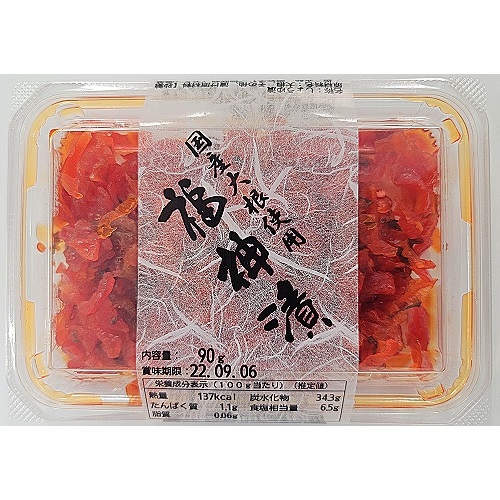 国産大根使用
福神漬
内容量 90g
賞味期限:22.09.06
栄養成分表示(100g当たり)(推定値)
熱量 137kcal 炭水化物 34.3g
たんぱく質 1.1g 食塩相当量 6.5g
脂質 0.06g